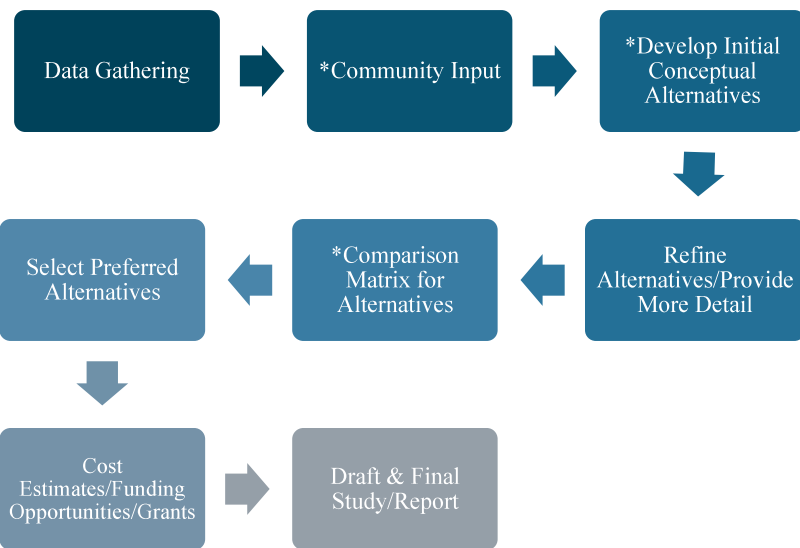 Data Gathering
*Community Input
*Develop Initial
Conceptual
Alternatives
Refine
Alternatives/Provide
More Detail
*Comparison
Matrix for
Alternatives
Select Preferred
Alternatives
Cost
Estimates/Funding
Opportunities/Grants
Draft & Final
Study/Report